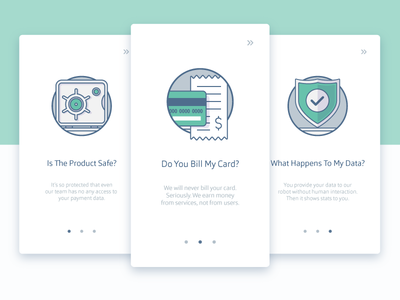 Is The Product Safe?
It's so protected that even
our team has no any access to
your payment data.
0000 0000 000
$
Do You Bill My Card?
We will never bill your card.
Seriously. We earn money
from services, not from users.
What Happens To My Data?
You provide your data to our
robot without human interaction.
Then it shows stats to you.